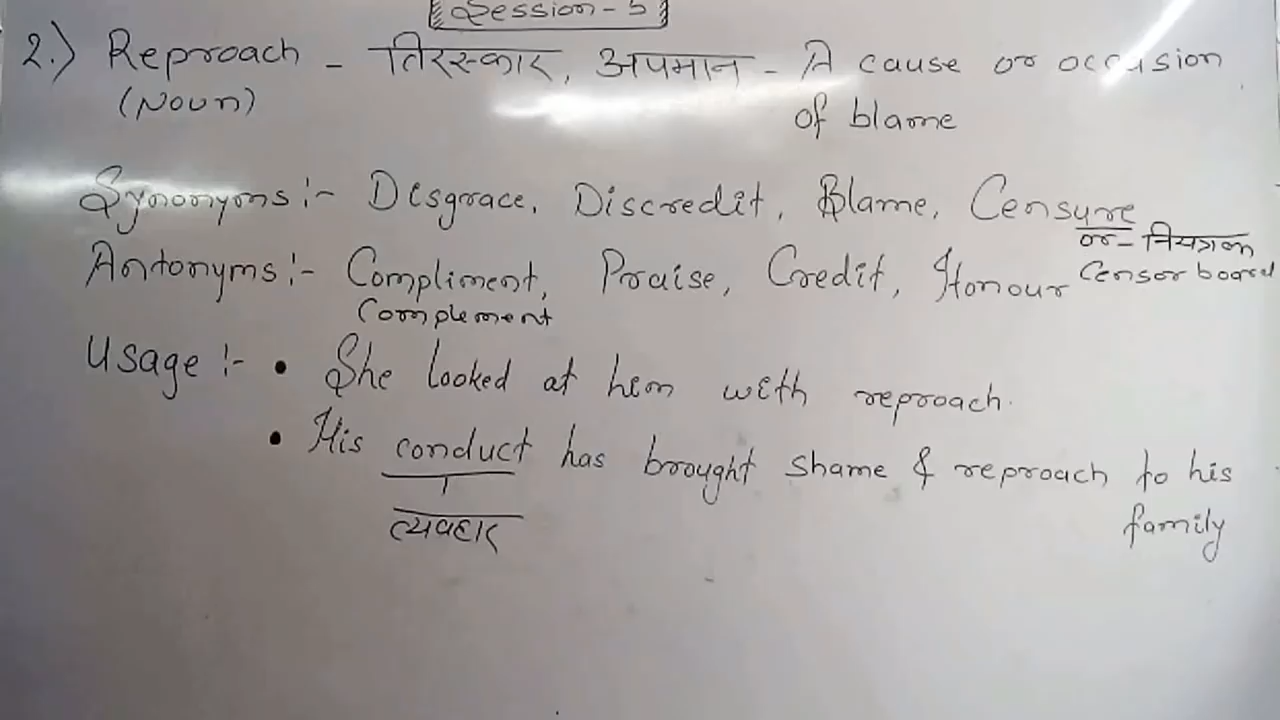 Session - 5
2.) Reproach - तिरस्कार, अपमान - A cause or occasion
(Noun) of blame
Synonyms :- Disgrace, Discredit, Blame, Censure
or - नियत्रण
Censor board
Antonyms :- Compliment, Praise, Credit, Honour
Complement
Usage :- • She looked at him with reproach.
• His conduct has brought shame & reproach to his
family
व्यवहार